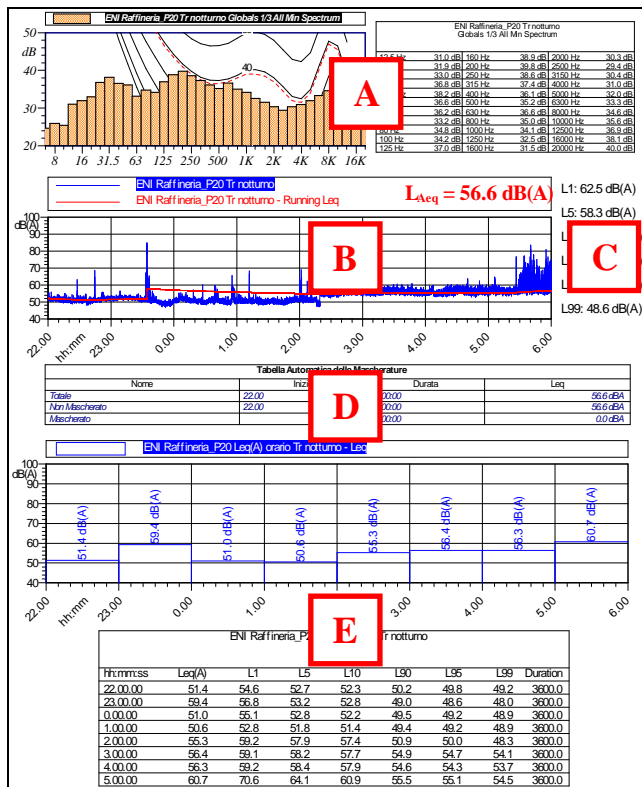 ENI Raffineria_P20 Tr notturno Globals 1/3 All Min Spectrum
50
dB
40
30
20
40
8 16 31.5 63 125 250 500 1K 2K 4K 8K 16K
A
ENI Raffineria_P20 Tr notturno
Globals 1/3 All Min Spectrum
12.5 Hz 31.0 dB 160 Hz 38.9 dB 2000 Hz 30.3 dB
31.9 dB 200 Hz 39.8 dB 2500 Hz 29.4 dB
33.0 dB 250 Hz 38.6 dB 3150 Hz 30.4 dB
36.8 dB 315 Hz 37.4 dB 4000 Hz 31.0 dB
38.2 dB 400 Hz 36.1 dB 5000 Hz 32.0 dB
36.6 dB 500 Hz 35.2 dB 6300 Hz 33.3 dB
36.2 dB 630 Hz 36.6 dB 8000 Hz 34.6 dB
33.2 dB 800 Hz 35.0 dB 10000 Hz 35.6 dB
80 Hz 34.8 dB 1000 Hz 34.1 dB 12500 Hz 36.9 dB
100 Hz 34.2 dB 1250 Hz 32.5 dB 16000 Hz 38.1 dB
125 Hz 37.0 dB 1600 Hz 31.5 dB 20000 Hz 40.0 dB
ENI Raffineria_P20 Tr notturno
ENI Raffineria_P20 Tr notturno - Running Leq
LAeq = 56.6 dB(A)
L1: 62.5 dB(A)
L5: 58.3 dB(A)
L99: 48.6 dB(A)
B
C
100
dB(A)
90
80
70
60
50
40
22.00 hh:mm 23.00 0.00 1.00 2.00 3.00 4.00 5.00 6.00
Tabella Automatica delle Mascherature
Nome Durata Leq
Totale 22.00 56.6 dBA
Non Mascherato 22.00 56.6 dBA
Mascherato 0.0 dBA
D
ENI Raffineria_P20 Leq(A) orario Tr notturno - Leq
100
dB(A)
90
80
70
60
50
40
51.4 dB(A) 59.4 dB(A) 51.0 dB(A) 50.6 dB(A) 55.3 dB(A) 56.4 dB(A) 56.3 dB(A) 60.7 dB(A)
22.00 hh:mm 23.00 0.00 1.00 3.00 4.00 5.00 6.00
E
ENI Raffineria_P20 Tr notturno
hh:mm:ss Leq(A) L1 L5 L10 L90 L95 L99 Duration
22.00.00 51.4 54.6 52.7 52.3 50.2 49.8 49.2 3600.0
23.00.00 59.4 56.8 53.2 52.8 49.0 48.6 48.0 3600.0
0.00.00 51.0 55.1 52.8 52.2 49.5 49.2 48.9 3600.0
1.00.00 50.6 52.8 51.8 51.4 49.4 49.2 48.9 3600.0
2.00.00 55.3 59.2 57.9 57.4 50.9 50.0 48.3 3600.0
3.00.00 56.4 59.1 58.2 57.7 54.9 54.7 54.1 3600.0
4.00.00 56.3 59.2 58.4 57.9 54.6 54.3 53.7 3600.0
5.00.00 60.7 70.6 64.1 60.9 55.5 55.1 54.5 3600.0